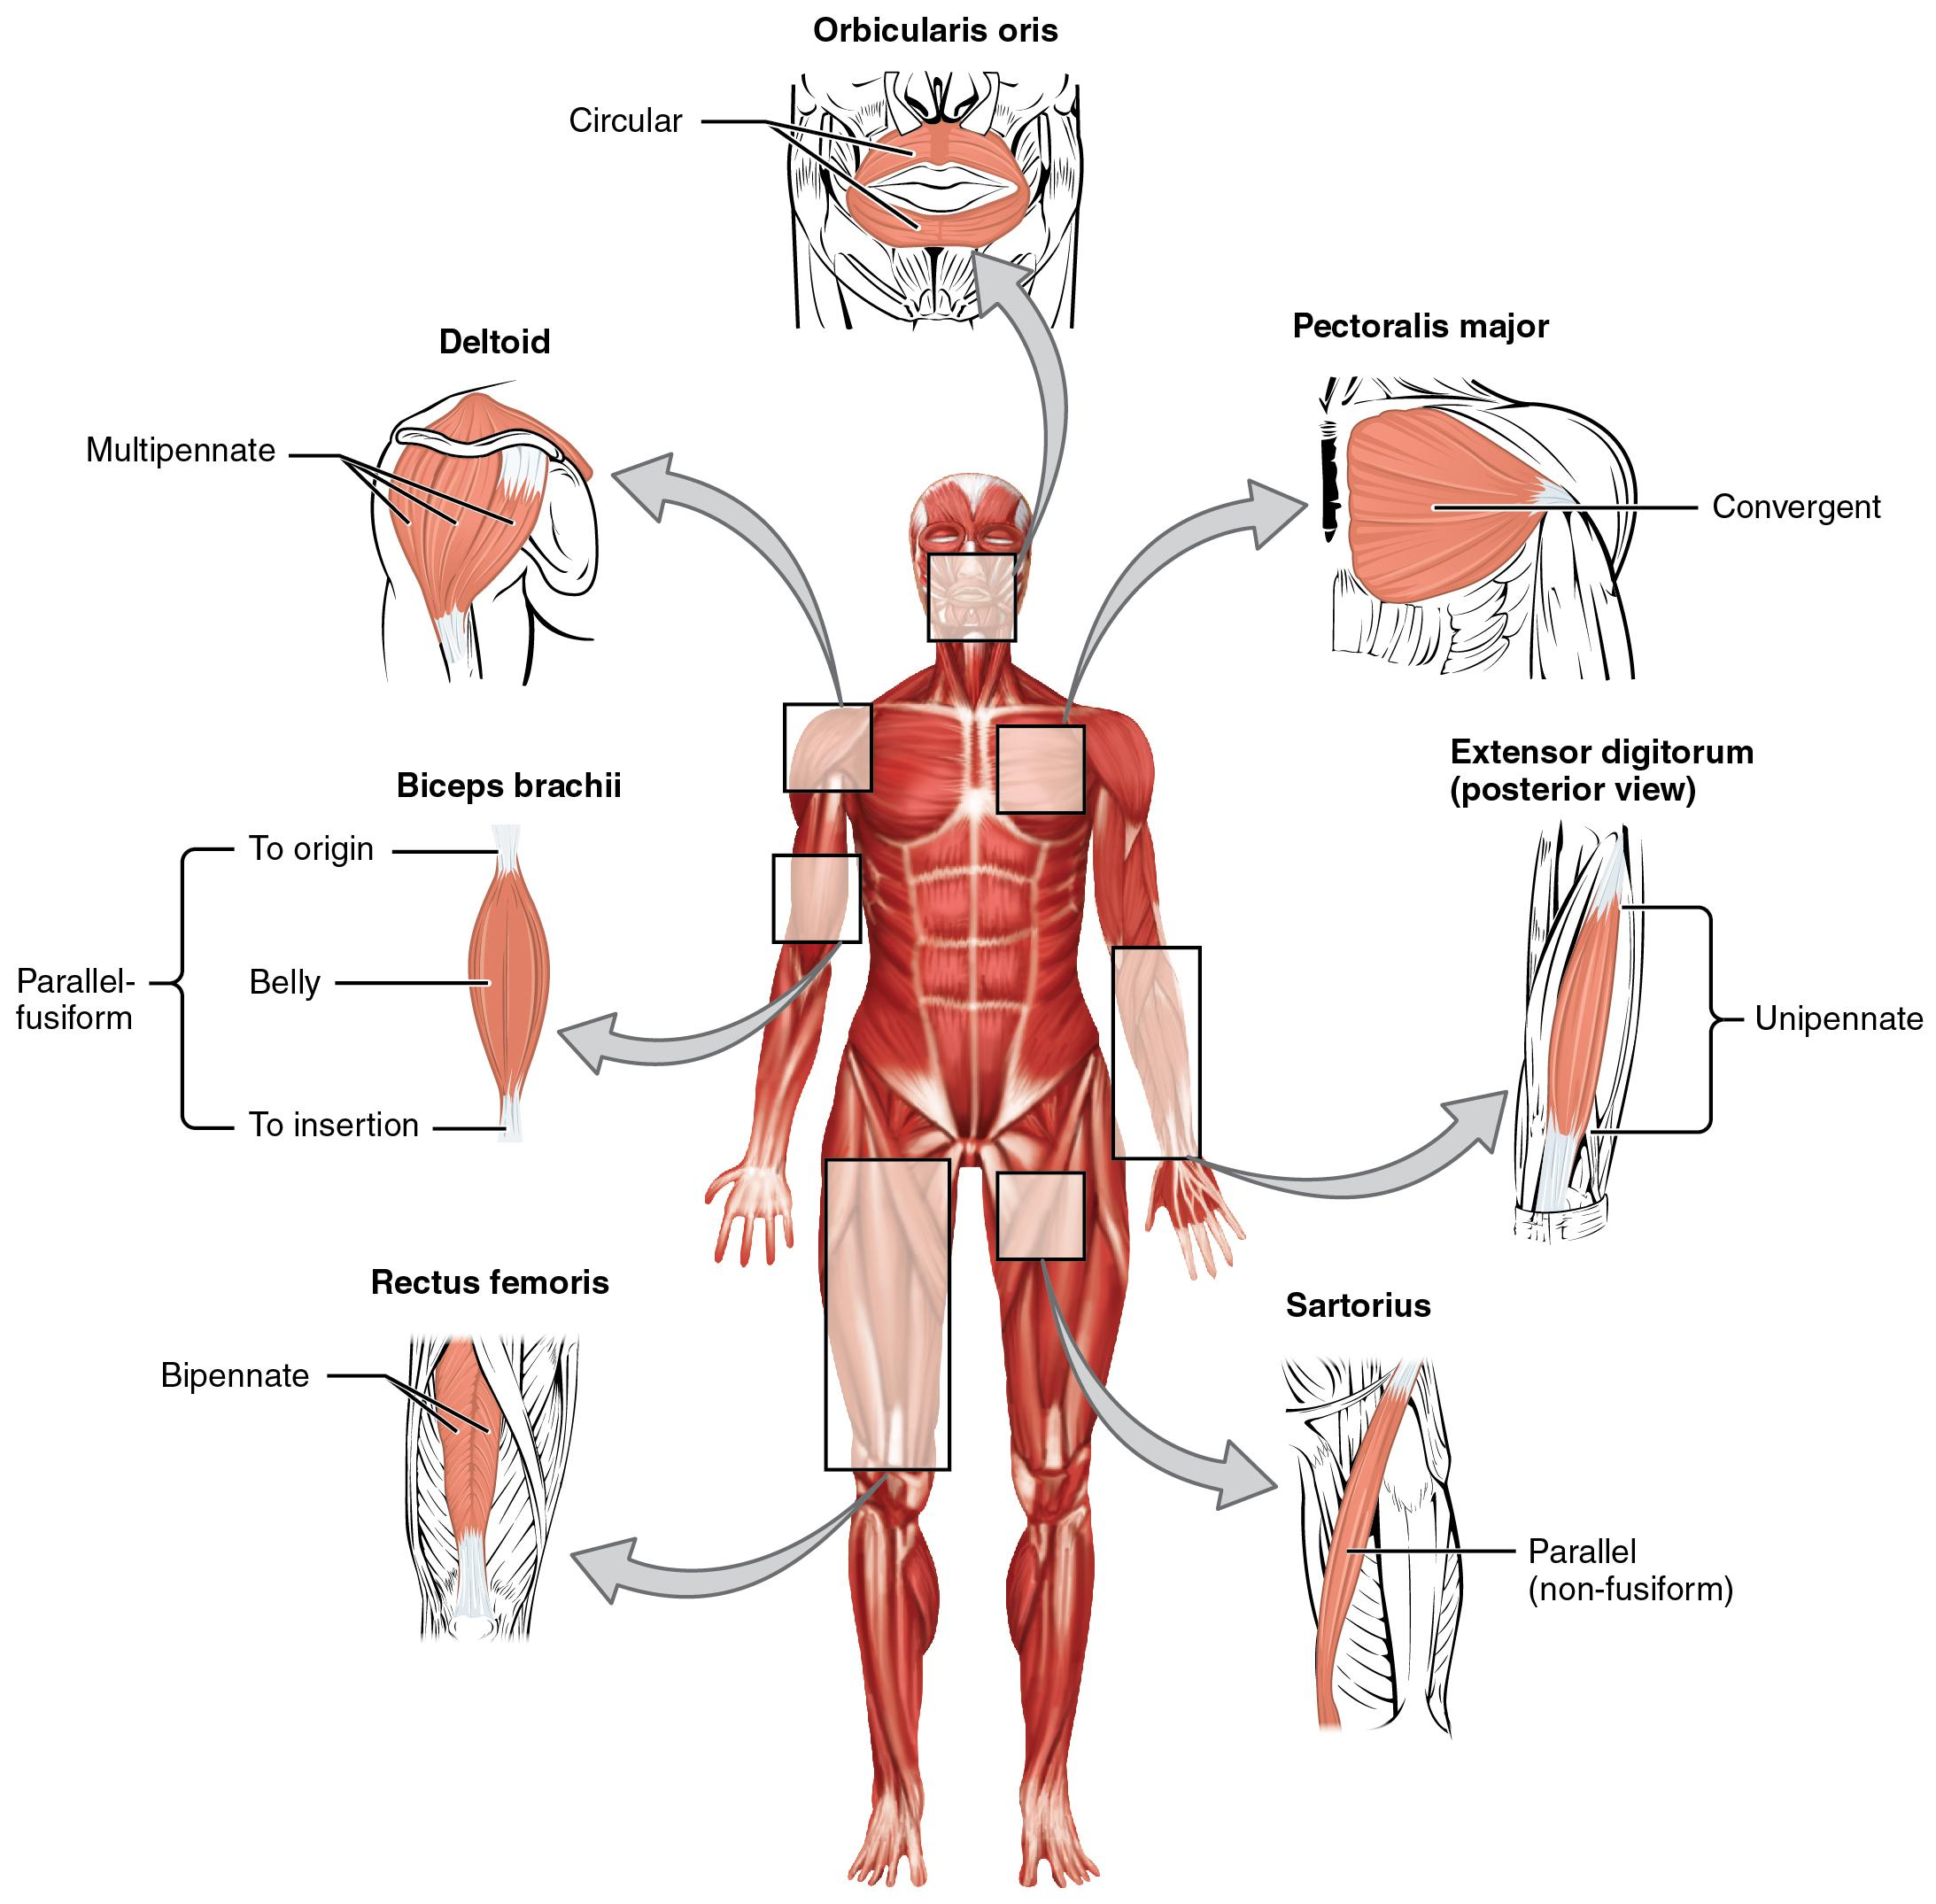 Orbicularis oris
Circular
Deltoid
Multipennate
Pectoralis major
Convergent
Biceps brachii
To origin
Belly
Parallel-
fusiform
To insertion
Extensor digitorum
(posterior view)
Unipennate
Rectus femoris
Bipennate
Sartorius
Parallel
(non-fusiform)